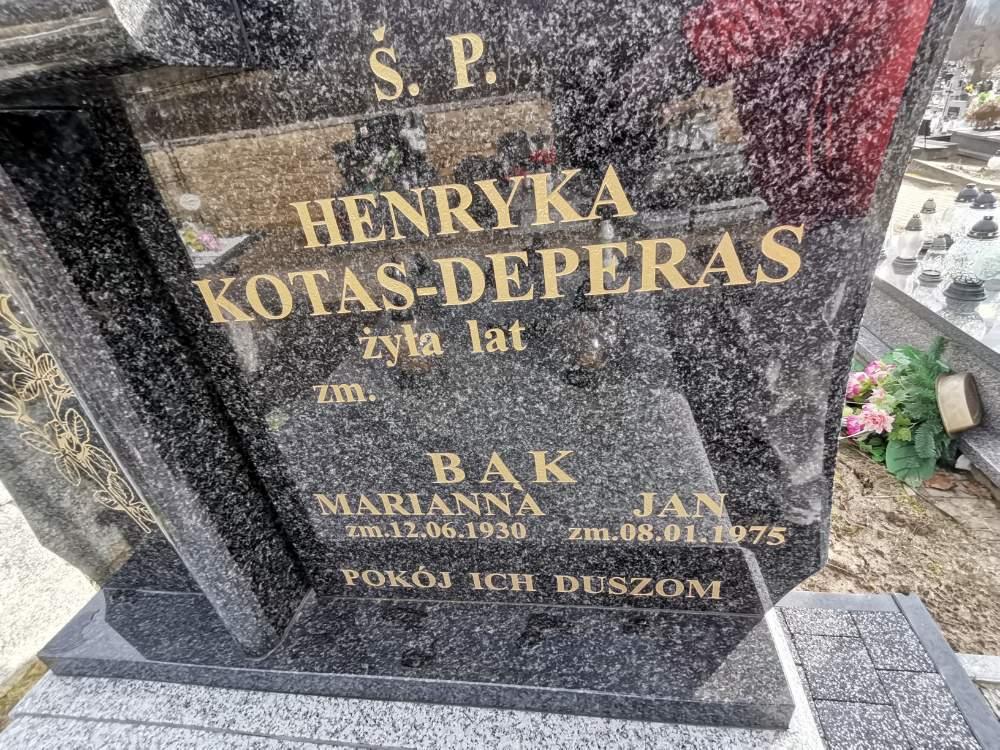 Ś. P.
HENRYKA
KOTAS-DEPERAS
żyła lat
zm.
BĄK
MARIANNA JAN
zm.12.06.1930 zm.08.01.1975
POKÓJ ICH DUSZOM